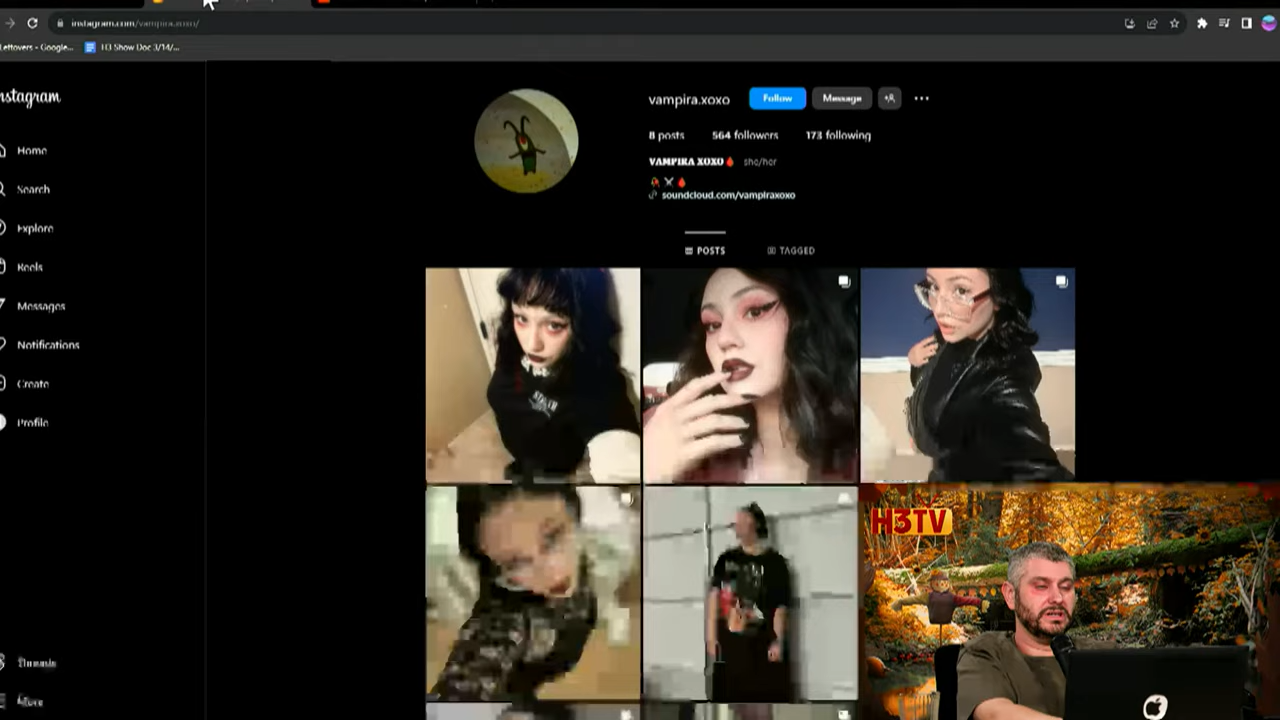 instagram.com/vampira.xoxo/
Leftovers - Google...
H3 Show Doc 3/14/...
nstagram
vampira.xoxo
Follow
Message
8 posts
564 followers
173 following
VAMPIRA XOXO
she/her
soundcloud.com/vampiraxoxo
POSTS
TAGGED
Home
Search
Explore
Reels
Messages
Notifications
Create
Profile
Threads
More
H3TV